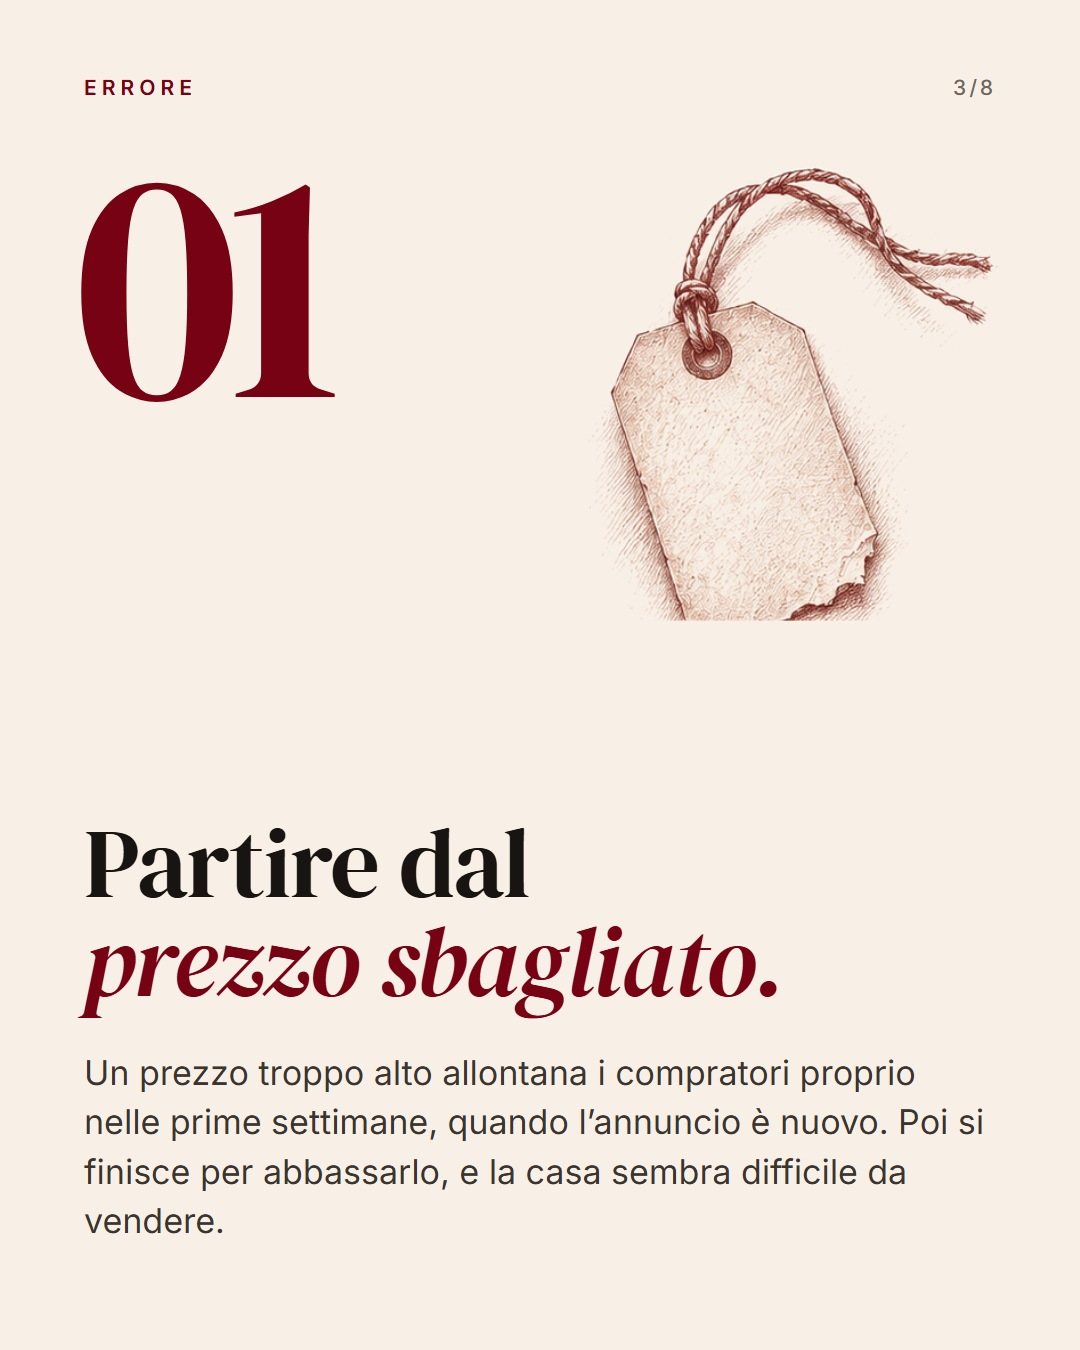 ERRORE
3/8
01
Partire dal
prezzo sbagliato.
Un prezzo troppo alto allontana i compratori proprio
nelle prime settimane, quando l’annuncio è nuovo. Poi si
finisce per abbassarlo, e la casa sembra difficile da
vendere.